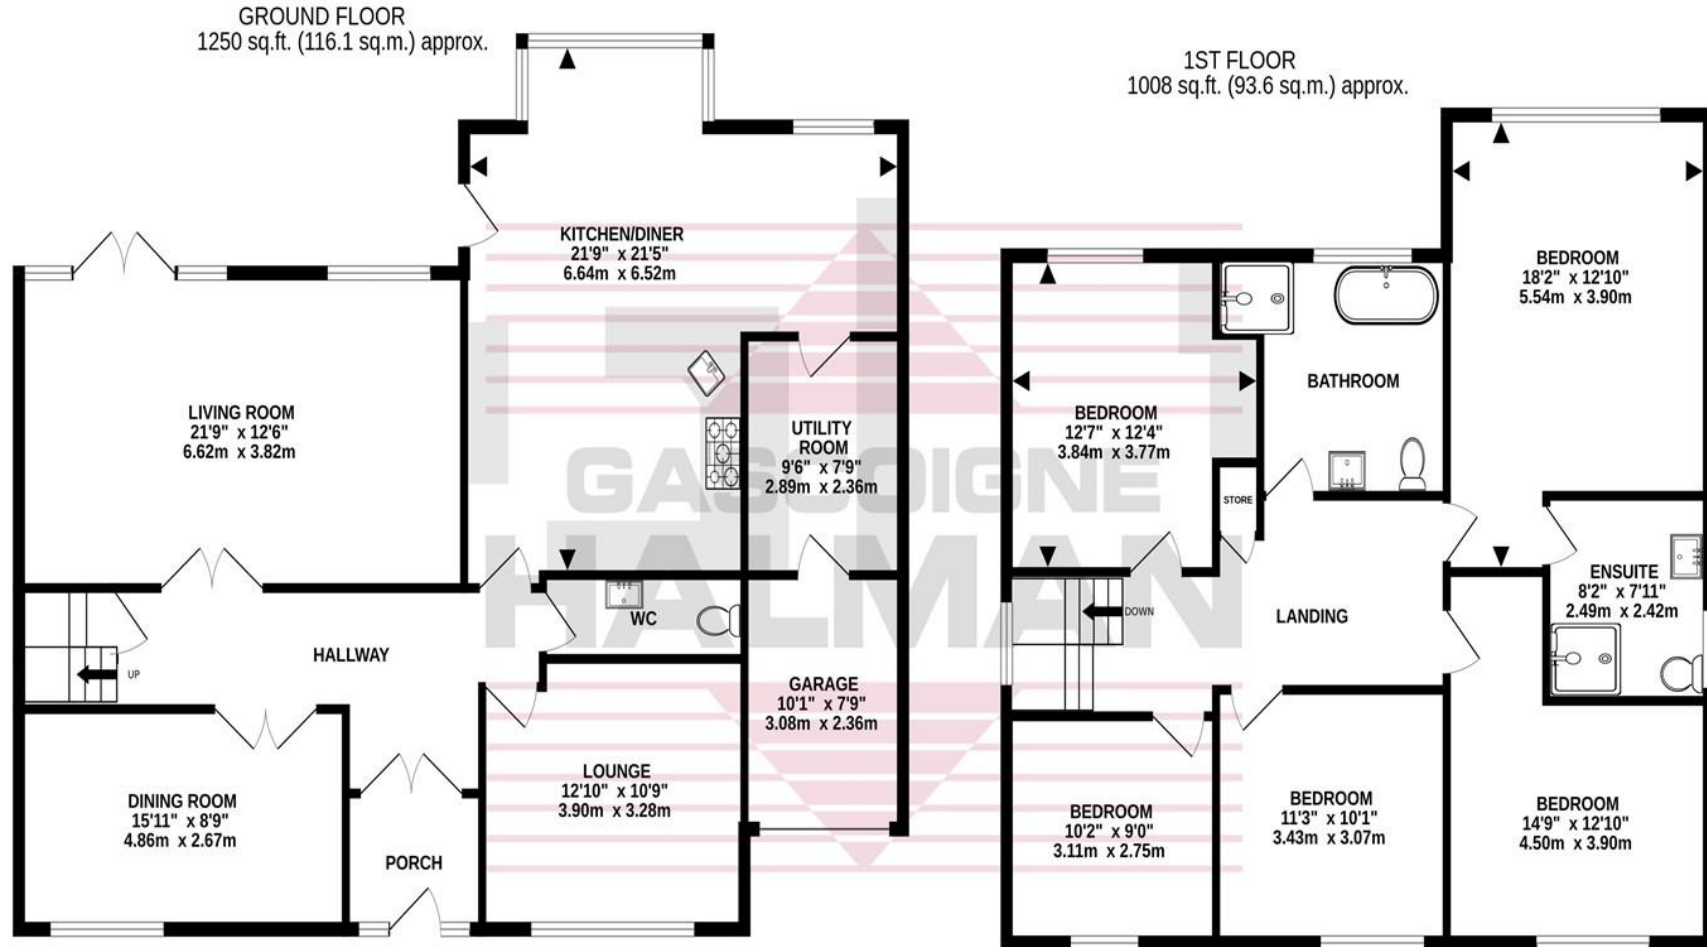 GROUND FLOOR
1250 sq.ft. (116.1 sq.m.) approx.
1ST FLOOR
1008 sq.ft. (93.6 sq.m.) approx.
KITCHEN/DINER
21'9" x 21'5"
6.64m x 6.52m
LIVING ROOM
21'9" x 12'6"
6.62m x 3.82m
UTILITY
ROOM
9'6" x 7'9"
2.89m x 2.36m
WC
HALLWAY
UP
GARAGE
10'1" x 7'9"
3.08m x 2.36m
LOUNGE
12'10" x 10'9"
3.90m x 3.28m
DINING ROOM
15'11" x 8'9"
4.86m x 2.67m
PORCH
BEDROOM
18'2" x 12'10"
5.54m x 3.90m
BATHROOM
BEDROOM
12'7" x 12'4"
3.84m x 3.77m
STORE
ENSUITE
8'2" x 7'11"
2.49m x 2.42m
DOWN
LANDING
BEDROOM
10'2" x 9'0"
3.11m x 2.75m
BEDROOM
11'3" x 10'1"
3.43m x 3.07m
BEDROOM
14'9" x 12'10"
4.50m x 3.90m
GASCOIGNE
HALMAN